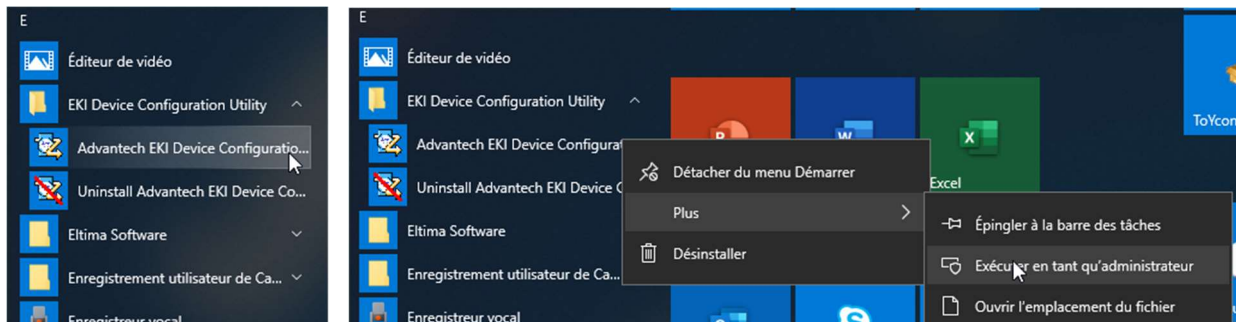 E
Éditeur de vidéo
EKI Device Configuration Utility
Advantech EKI Device Configuratio...
Uninstall Advantech EKI Device Co...
Eltima Software
Enregistrement utilisateur de Ca...
Enregistreur vocal
E
Éditeur de vidéo
EKI Device Configuration Utility
Advantech EKI Device Configurat
Uninstall Advantech EKI Device C
Eltima Software
Enregistrement utilisateur de Ca...
Enregistreur vocal
P
W
X
Excel
ToYcon
Détacher du menu Démarrer
Plus
Désinstaller
Épingler à la barre des tâches
Exécuter en tant qu'administrateur
Ouvrir l'emplacement du fichier
S